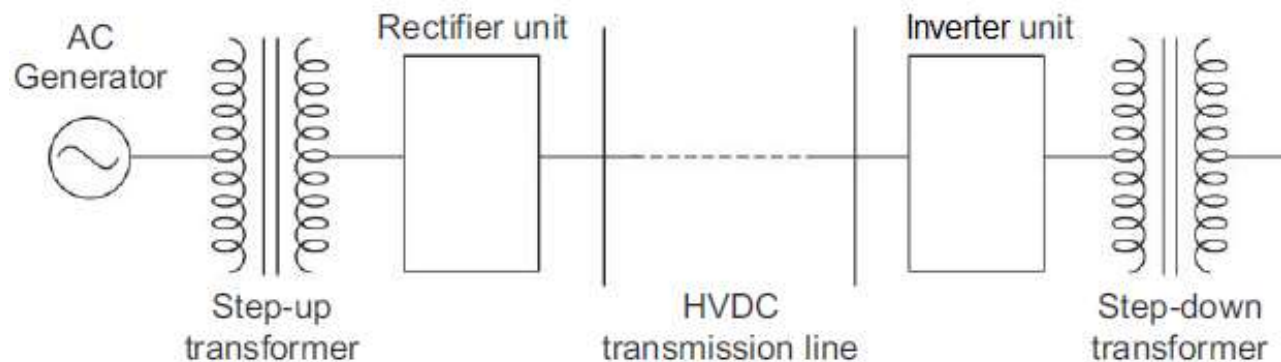 AC
Generator
Rectifier unit
Inverter unit
Step-up
transformer
HVDC
transmission line
Step-down
transformer